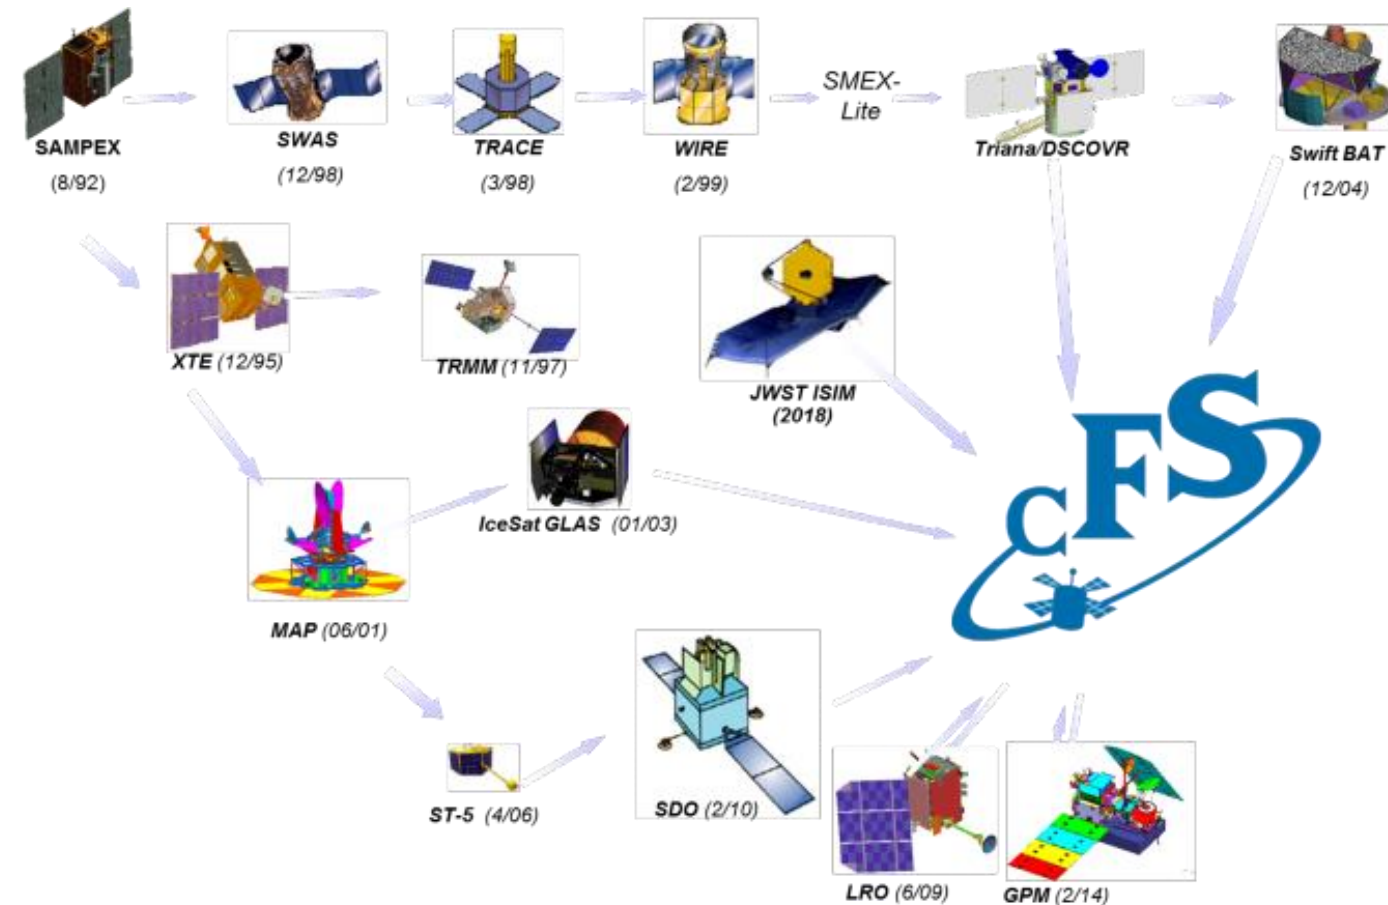 SAMPEX
(8/92)
SWAS
(12/98)
TRACE
(3/98)
WIRE
(2/99)
SMEX-
Lite
Triana/DSCOVR
Swift BAT
(12/04)
XTE (12/95)
TRMM (11/97)
JWST ISIM
(2018)
IceSat GLAS (01/03)
cFS
MAP (06/01)
ST-5 (4/06)
SDO (2/10)
LRO (6/09)
GPM (2/14)